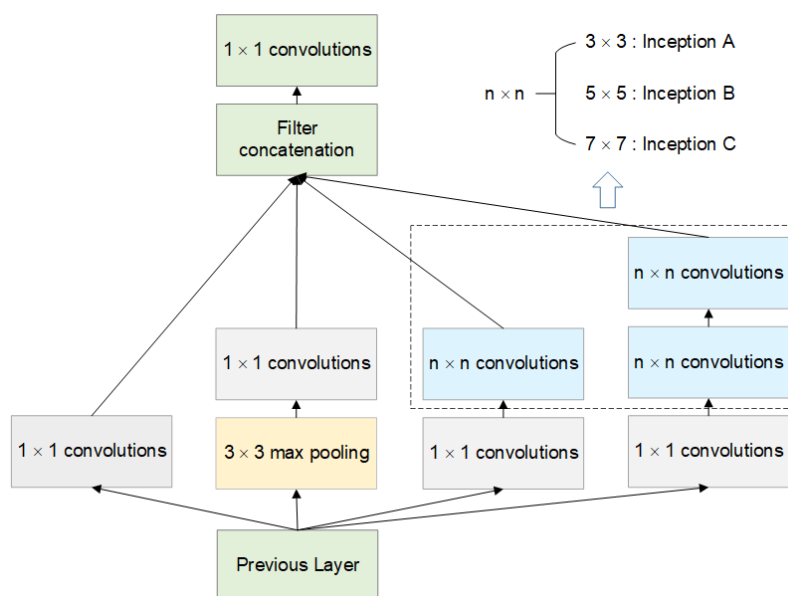 1 × 1 convolutions
Filter
concatenation
n × n
3 × 3 : Inception A
5 × 5 : Inception B
7 × 7 : Inception C
n × n convolutions
1 × 1 convolutions
n × n convolutions
n × n convolutions
1 × 1 convolutions
3 × 3 max pooling
1 × 1 convolutions
1 × 1 convolutions
Previous Layer